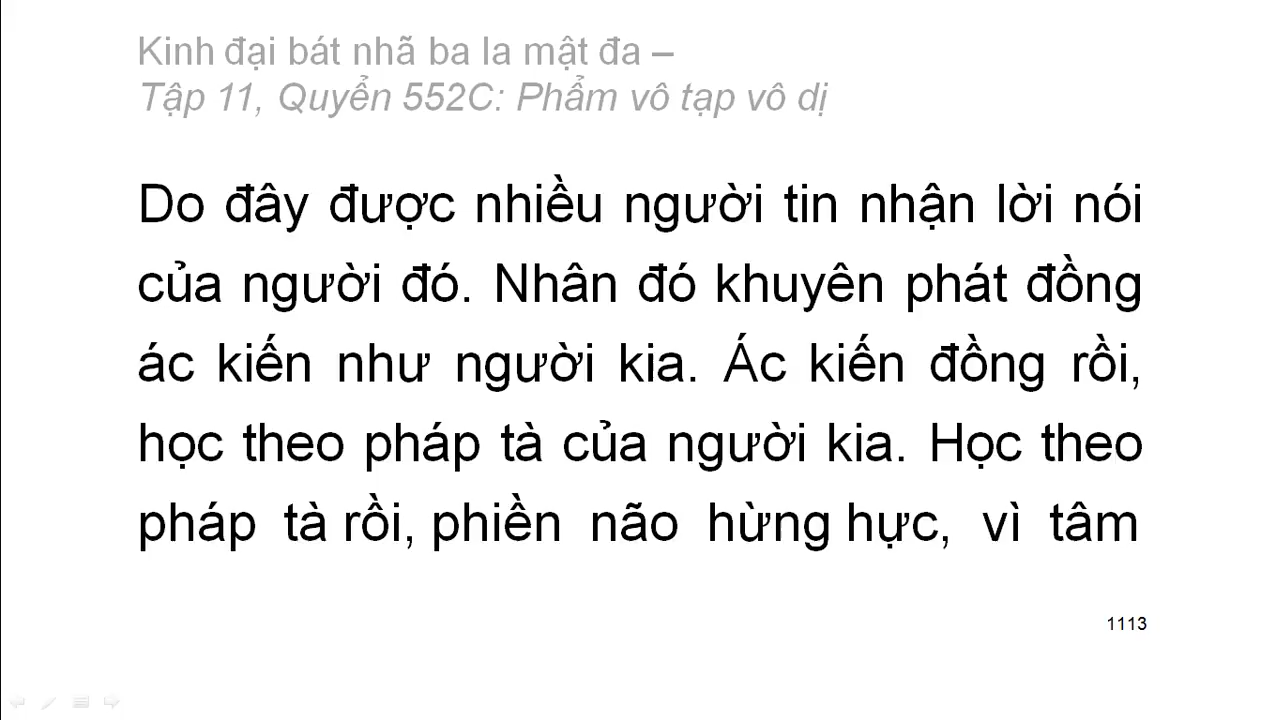 Kinh đại bát nhã ba la mật đa –
Tập 11, Quyển 552C: Phẩm vô tạp vô dị
Do đây được nhiều người tin nhận lời nói
của người đó. Nhân đó khuyên phát đồng
ác kiến như người kia. Ác kiến đồng rồi,
học theo pháp tà của người kia. Học theo
pháp tà rồi, phiền não hừng hực, vì tâm
1113